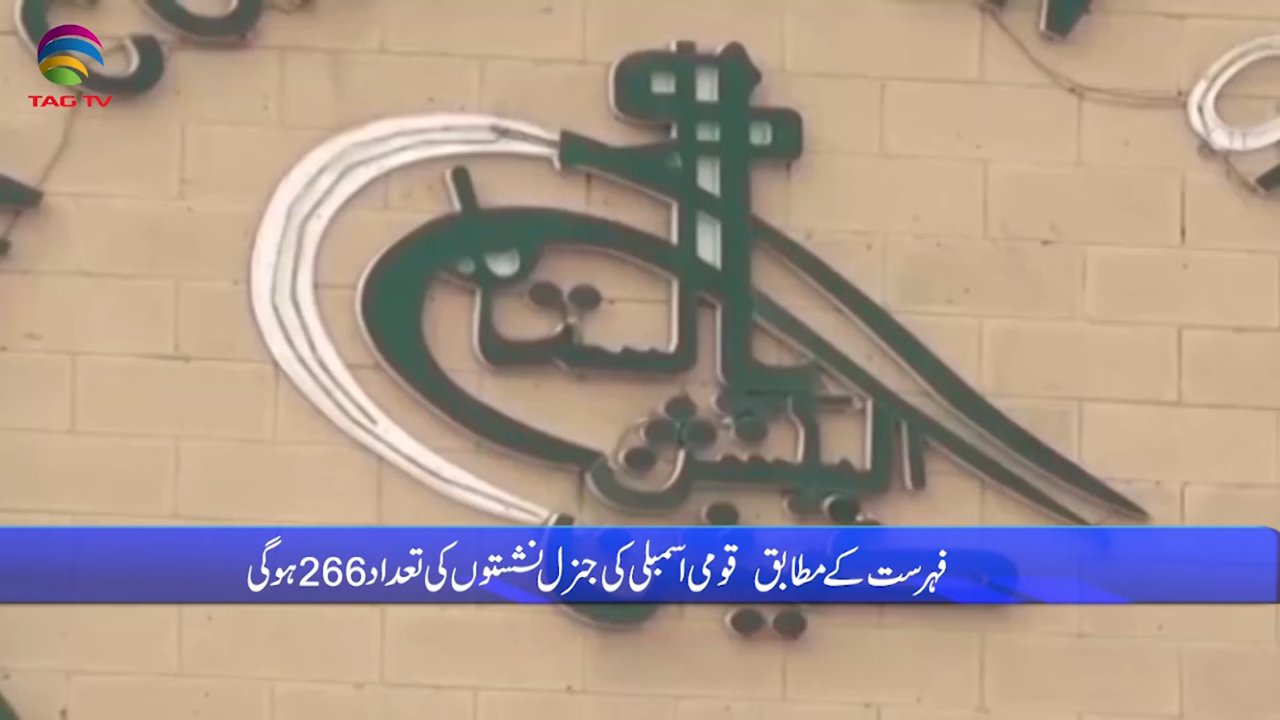 TAG TV
فہرست کے مطابق قومی اسمبلی کی جنرل نشستوں کی تعداد 266 ہوگی